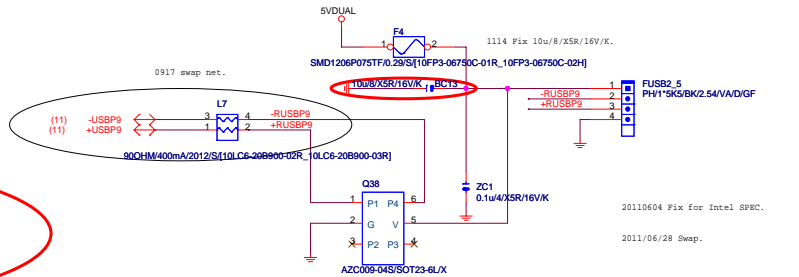 5VDUAL
F4
1 2
1114 Fix 10u/8/X5R/16V/K.
SMD1206P075TF/0.29/S/[10FP3-06750C-01R_10FP3-06750C-02H]
0917 swap net.
10u/8/X5R/16V/K BC13
FUSB2_5
PH/1*5K5/BK/2.54/VA/D/GF
1
-RUSBP9 2
+RUSBP9 3
4
L7
(11) -USBP9 3 4 -RUSBP9
(11) +USBP9 1 2 +RUSBP9
90OHM/400mA/2012/S/[10LC6-20B900-02R_10LC6-20B900-03R]
Q38
1 P1 P4 6
2 G V 5
3 P2 P3 4
AZC009-04S/SOT23-6L/X
ZC1
0.1u/4/X5R/16V/K
20110604 Fix for Intel SPEC.
2011/06/28 Swap.